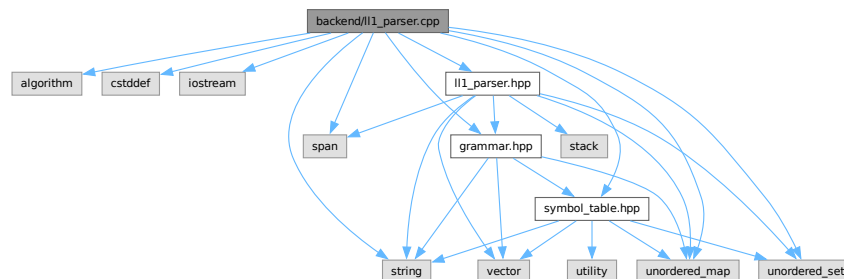 backend/ll1_parser.cpp
algorithm
cstddef
iostream
ll1_parser.hpp
span
grammar.hpp
stack
symbol_table.hpp
string
vector
utility
unordered_map
unordered_set